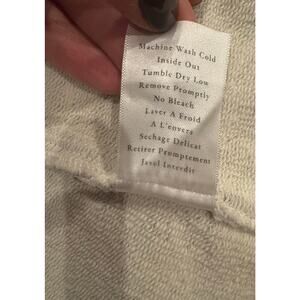 Machine Wash Cold
Inside Out
Tumble Dry Low
Remove Promptly
No Bleach
Laver A Froid
A L'envers
Sechage Delicat
Retirer Promptement
Javel Interdit